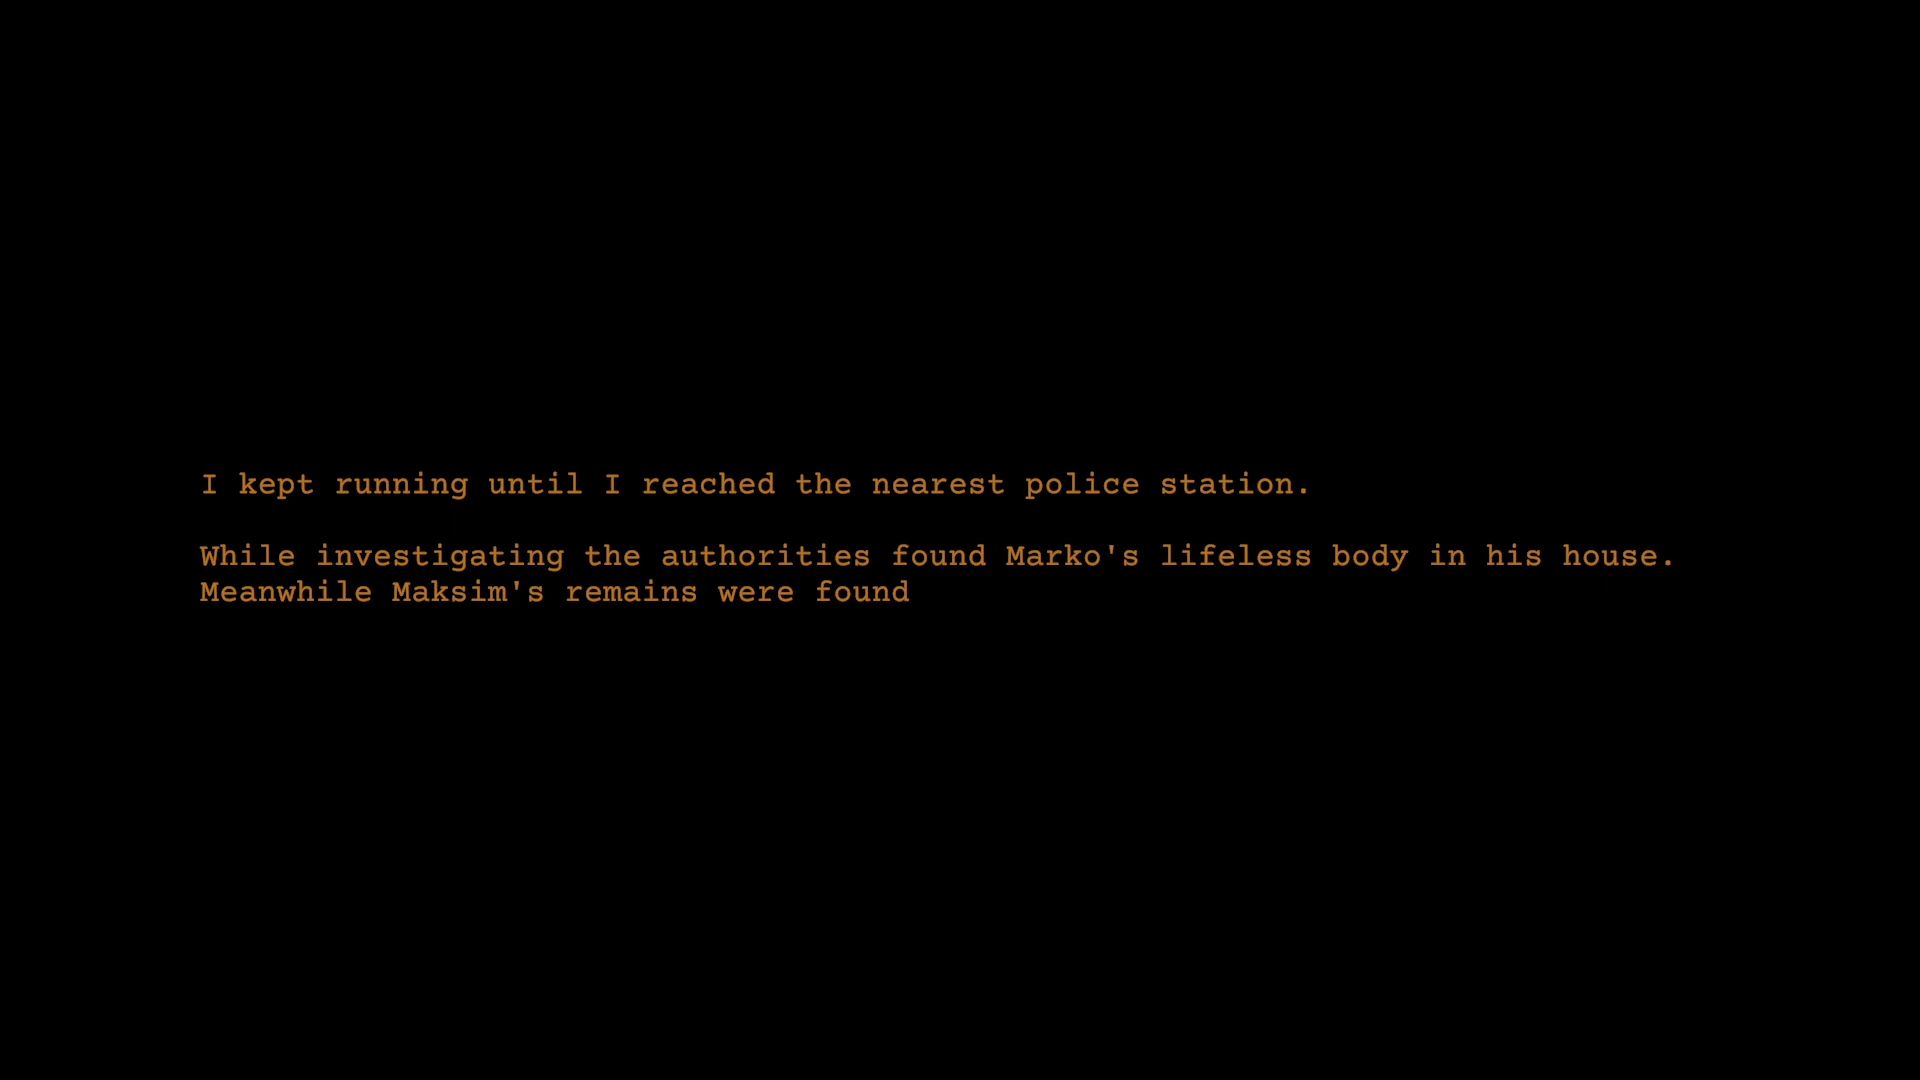 I kept running until I reached the nearest police station.
While investigating the authorities found Marko's lifeless body in his house.
Meanwhile Maksim's remains were found